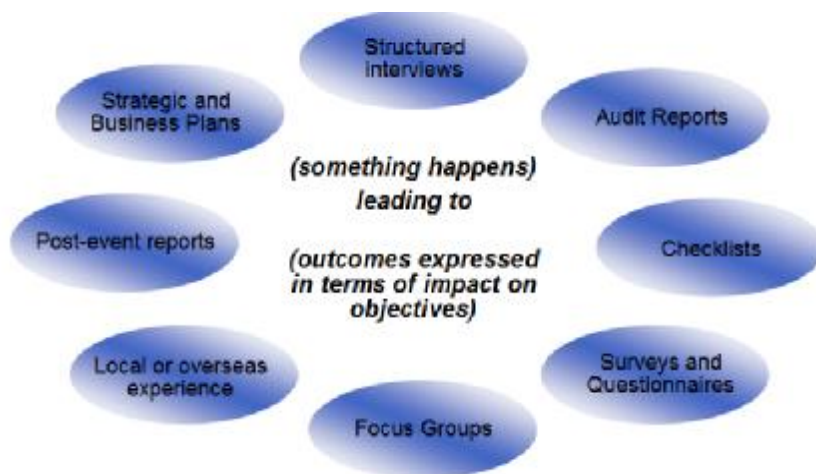 Structured
Interviews
Strategic and
Business Plans
Audit Reports
(something happens)
leading to
Post-event reports
Checklists
(outcomes expressed
in terms of impact on
objectives)
Local or overseas
experience
Surveys and
Questionnaires
Focus Groups